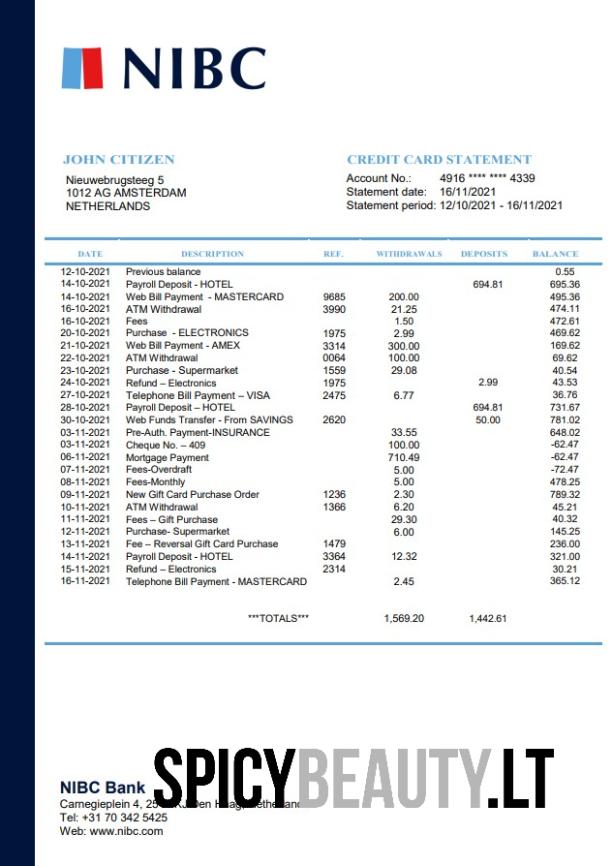 NIBC
JOHN CITIZEN
Nieuwebrugsteeg 5
1012 AG AMSTERDAM
NETHERLANDS
CREDIT CARD STATEMENT
Account No.: 4916 **** **** 4339
Statement date: 16/11/2021
Statement period: 12/10/2021 - 16/11/2021
DATE DESCRIPTION REF. WITHDRAWALS DEPOSITS BALANCE
12-10-2021 Previous balance 0.55
14-10-2021 Payroll Deposit - HOTEL 694.81 695.36
14-10-2021 Web Bill Payment - MASTERCARD 9685 200.00 495.36
16-10-2021 ATM Withdrawal 3990 21.25 474.11
16-10-2021 Fees 1.50 472.61
20-10-2021 Purchase - ELECTRONICS 1975 2.99 469.62
21-10-2021 Web Bill Payment - AMEX 3314 300.00 169.62
22-10-2021 ATM Withdrawal 0064 100.00 69.62
23-10-2021 Purchase - Supermarket 1559 29.08 40.54
24-10-2021 Refund – Electronics 1975 2.99 43.53
27-10-2021 Telephone Bill Payment – VISA 2475 6.77 36.76
28-10-2021 Payroll Deposit – HOTEL 694.81 731.67
30-10-2021 Web Funds Transfer - From SAVINGS 2620 50.00 781.02
03-11-2021 Pre-Auth. Payment-INSURANCE 33.55 648.02
03-11-2021 Cheque No. – 409 100.00 -62.47
06-11-2021 Mortgage Payment 710.49 -62.47
07-11-2021 Fees-Overdraft 5.00 -72.47
08-11-2021 Fees-Monthly 5.00 478.25
09-11-2021 New Gift Card Purchase Order 1236 2.30 789.32
10-11-2021 ATM Withdrawal 1366 6.20 45.21
11-11-2021 Fees – Gift Purchase 29.30 40.32
12-11-2021 Purchase- Supermarket 6.00 145.25
13-11-2021 Fee – Reversal Gift Card Purchase 1479 236.00
14-11-2021 Payroll Deposit - HOTEL 3364 12.32 321.00
15-11-2021 Refund – Electronics 2314 30.21
16-11-2021 Telephone Bill Payment - MASTERCARD 2.45 365.12
***TOTALS*** 1,569.20 1,442.61
SPICYBEAUTY.LT
NIBC Bank
Carnegieplein 4, 25 KJ Den Haag
Tel: +31 70 342 5425
Web: www.nibc.com